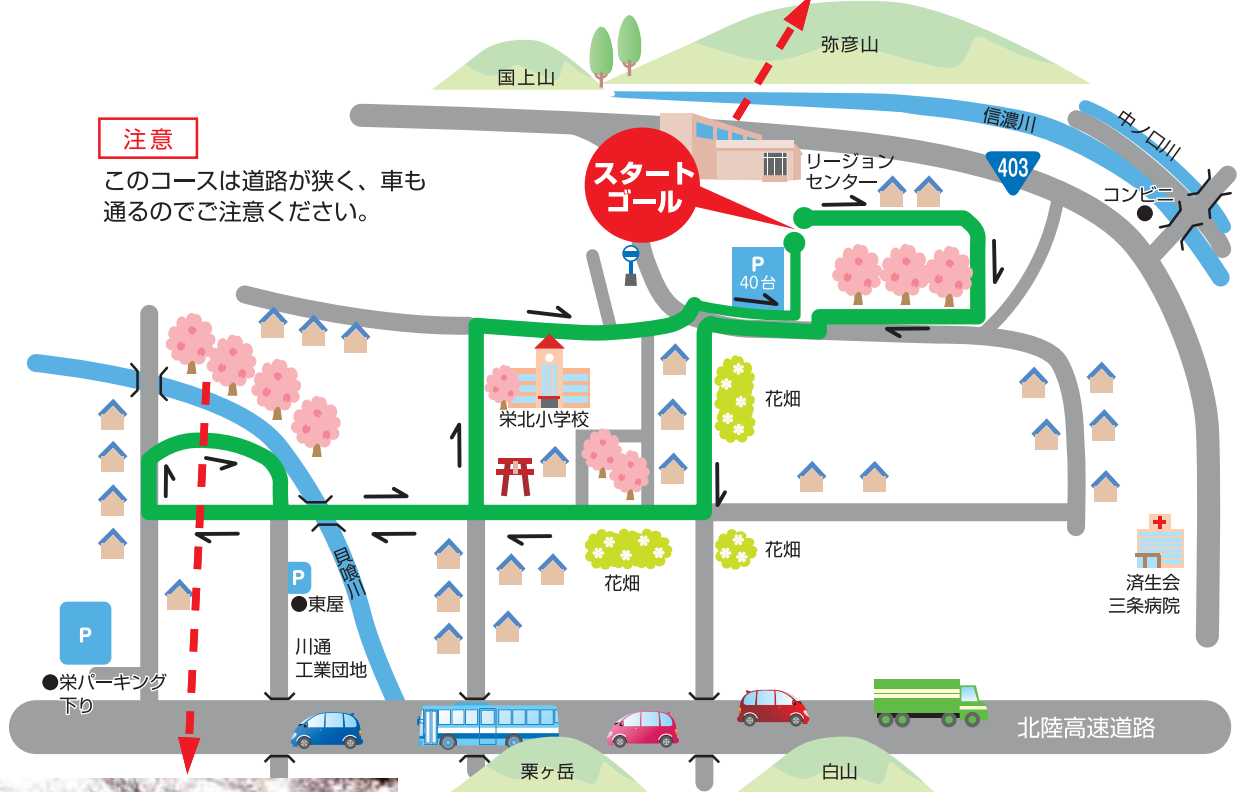 弥彦山
国上山
信濃川
中ノ口川
注意
このコースは道路が狭く、車も
通るのでご注意ください。
スタート
ゴール
リージョン
センター
403
コンビニ
P
40台
栄北小学校
花畑
花畑
花畑
貝喰川
P
東屋
川通
工業団地
済生会
三条病院
P
栄パーキング
下り
北陸高速道路
栗ヶ岳
白山